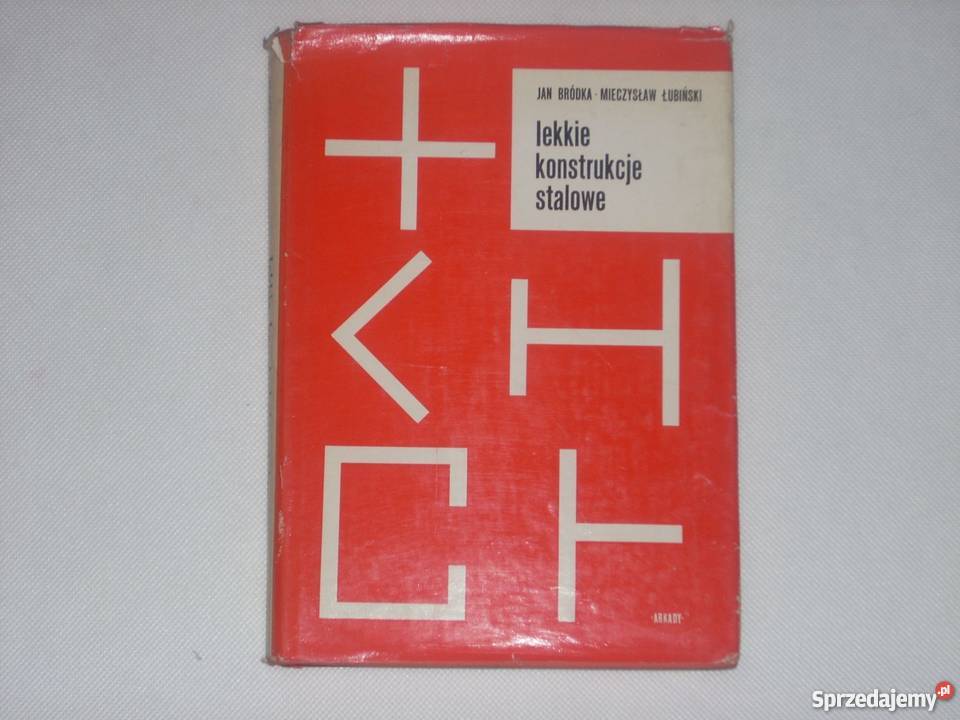 JAN BRÓDKA · MIECZYSŁAW ŁUBIŃSKI
lekkie
konstrukcje
stalowe
·ARKADY·
Sprzedajemy.pl